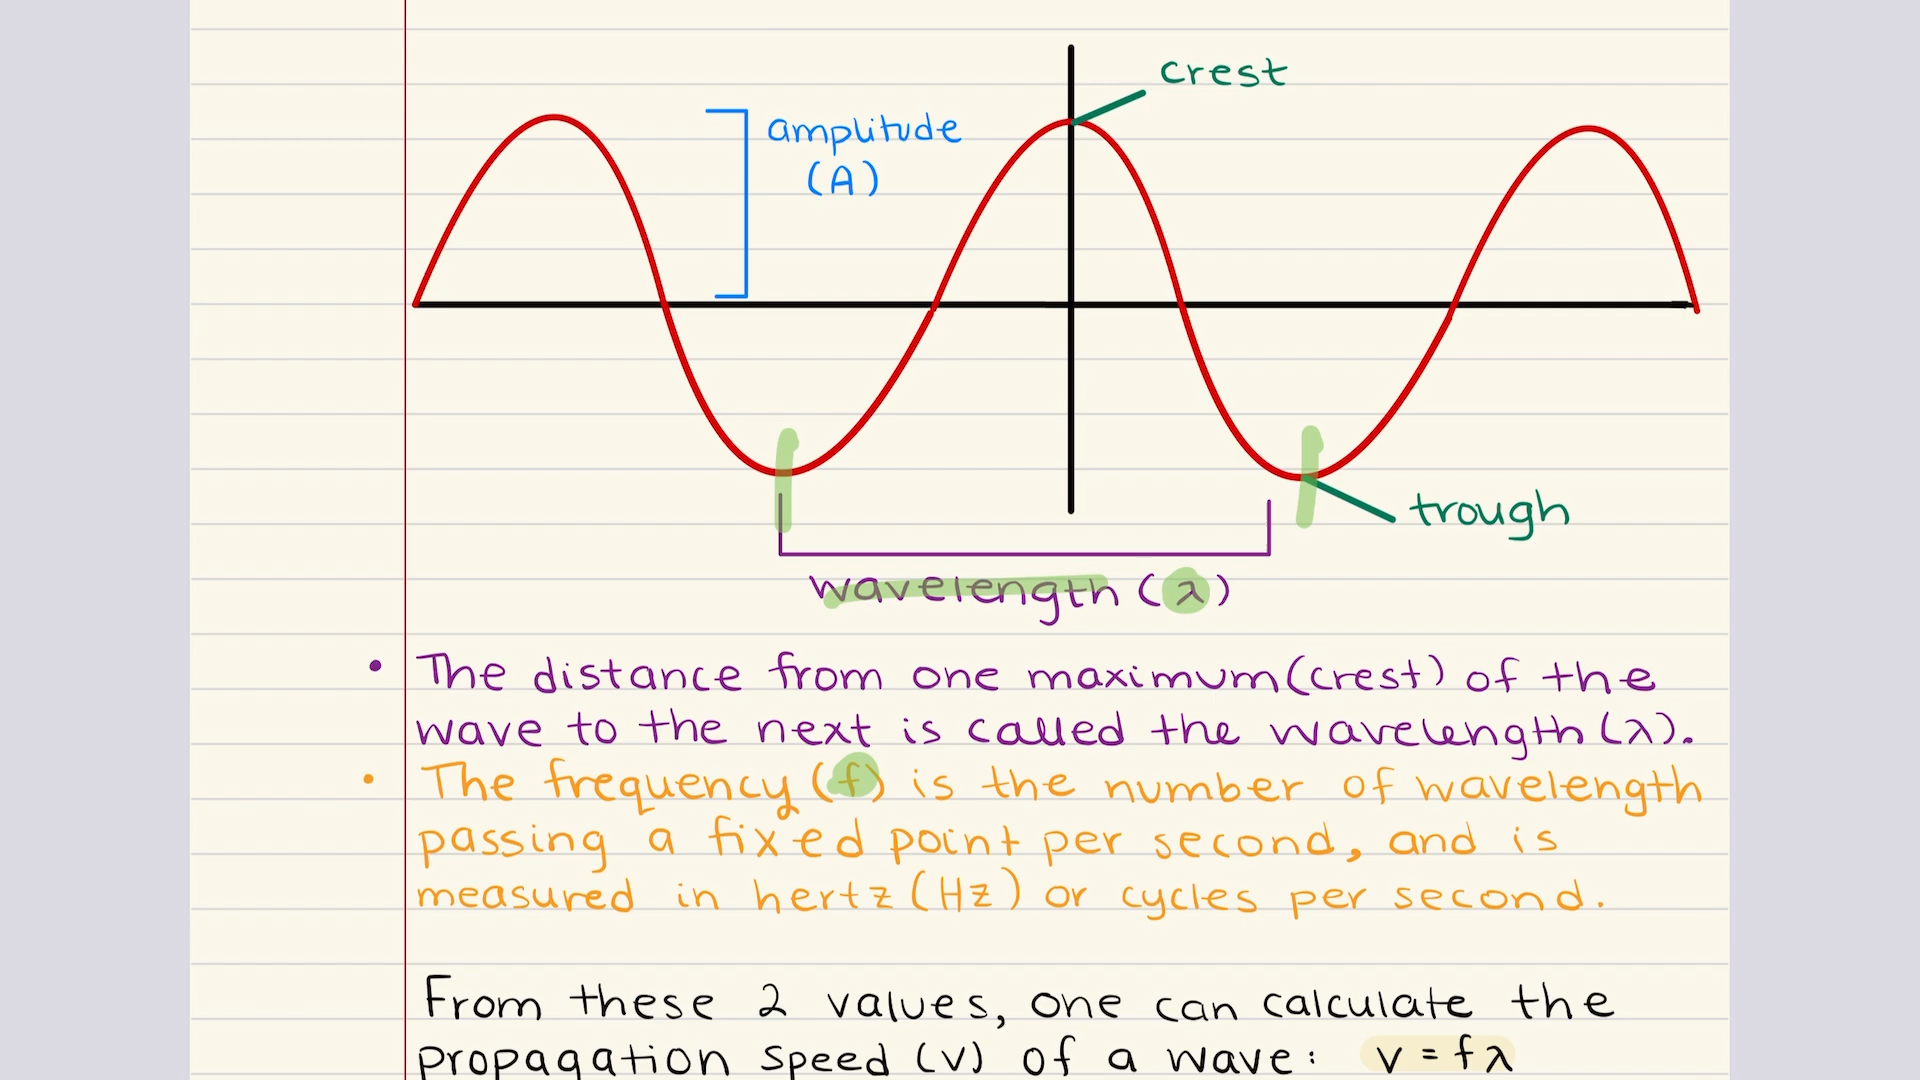 crest
amplitude
(A)
trough
wavelength (λ)
• The distance from one maximum (crest) of the
wave to the next is called the wavelength (λ).
• The frequency (f) is the number of wavelength
passing a fixed point per second, and is
measured in hertz (Hz) or cycles per second.
From these 2 values, one can calculate the
propagation speed (v) of a wave: v = fλ